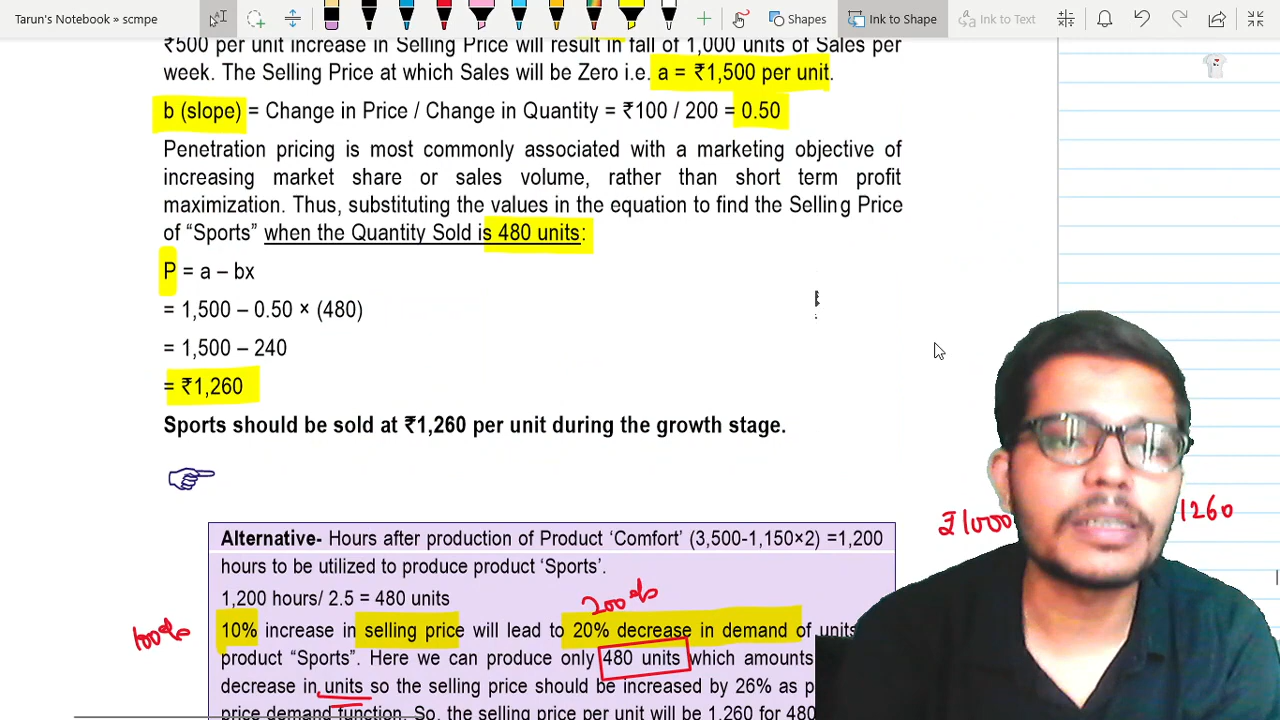 Tarun's Notebook » scmpe
Shapes
Ink to Shape
Ink to Text
₹500 per unit increase in Selling Price will result in fall of 1,000 units of Sales per
week. The Selling Price at which Sales will be Zero i.e. a = ₹1,500 per unit.
b (slope) = Change in Price / Change in Quantity = ₹100 / 200 = 0.50
Penetration pricing is most commonly associated with a marketing objective of
increasing market share or sales volume, rather than short term profit
maximization. Thus, substituting the values in the equation to find the Selling Price
of “Sports” when the Quantity Sold is 480 units:
P = a – bx
= 1,500 – 0.50 × (480)
= 1,500 – 240
= ₹1,260
Sports should be sold at ₹1,260 per unit during the growth stage.
₹1000
1260
Alternative- Hours after production of Product ‘Comfort’ (3,500-1,150×2) =1,200
hours to be utilized to produce product ‘Sports’.
1,200 hours/ 2.5 = 480 units
200%
100%
10% increase in selling price will lead to 20% decrease in demand of units
product “Sports”. Here we can produce only 480 units which amounts
decrease in units so the selling price should be increased by 26% as p
price demand function. So, the selling price per unit will be 1,260 for 480